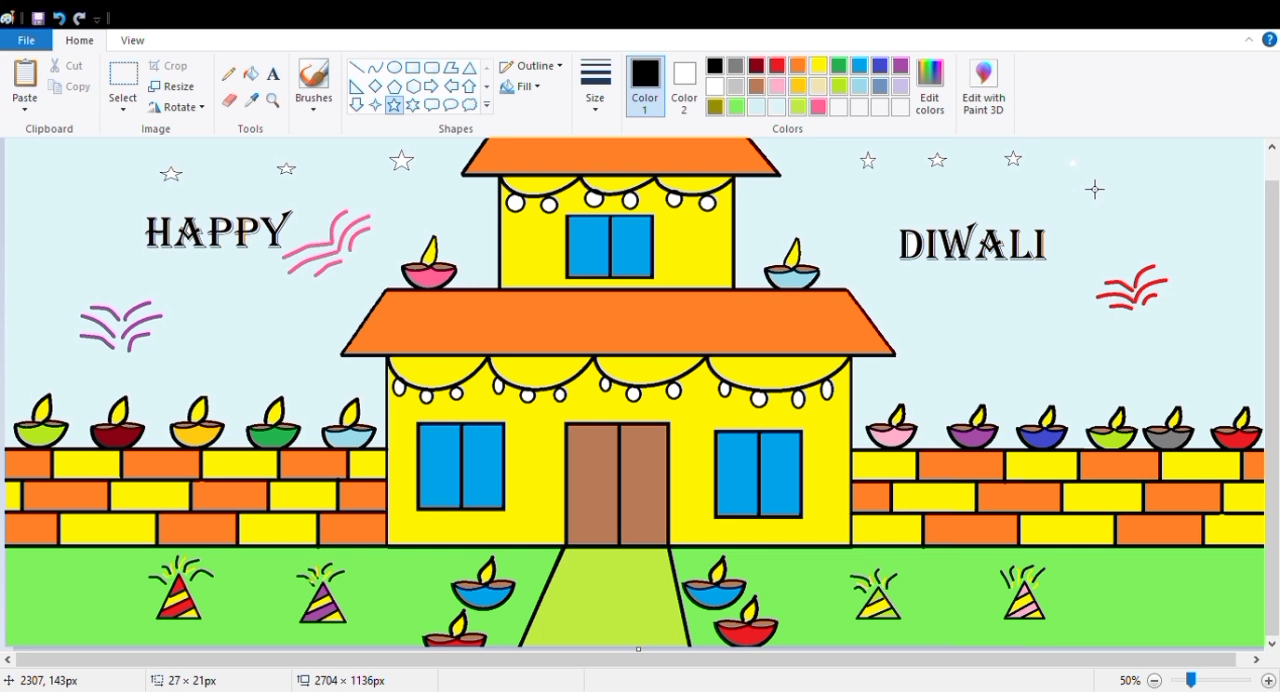 File Home View
Paste
Cut
Copy
Clipboard
Select
Crop
Resize
Rotate
Image
A
Tools
Brushes
Outline
Fill
Shapes
Size
Color
1
Color
2
Edit
colors
Colors
Edit with
Paint 3D
HAPPY DIWALI
2307, 143px 27 × 21px 2704 × 1136px 50%